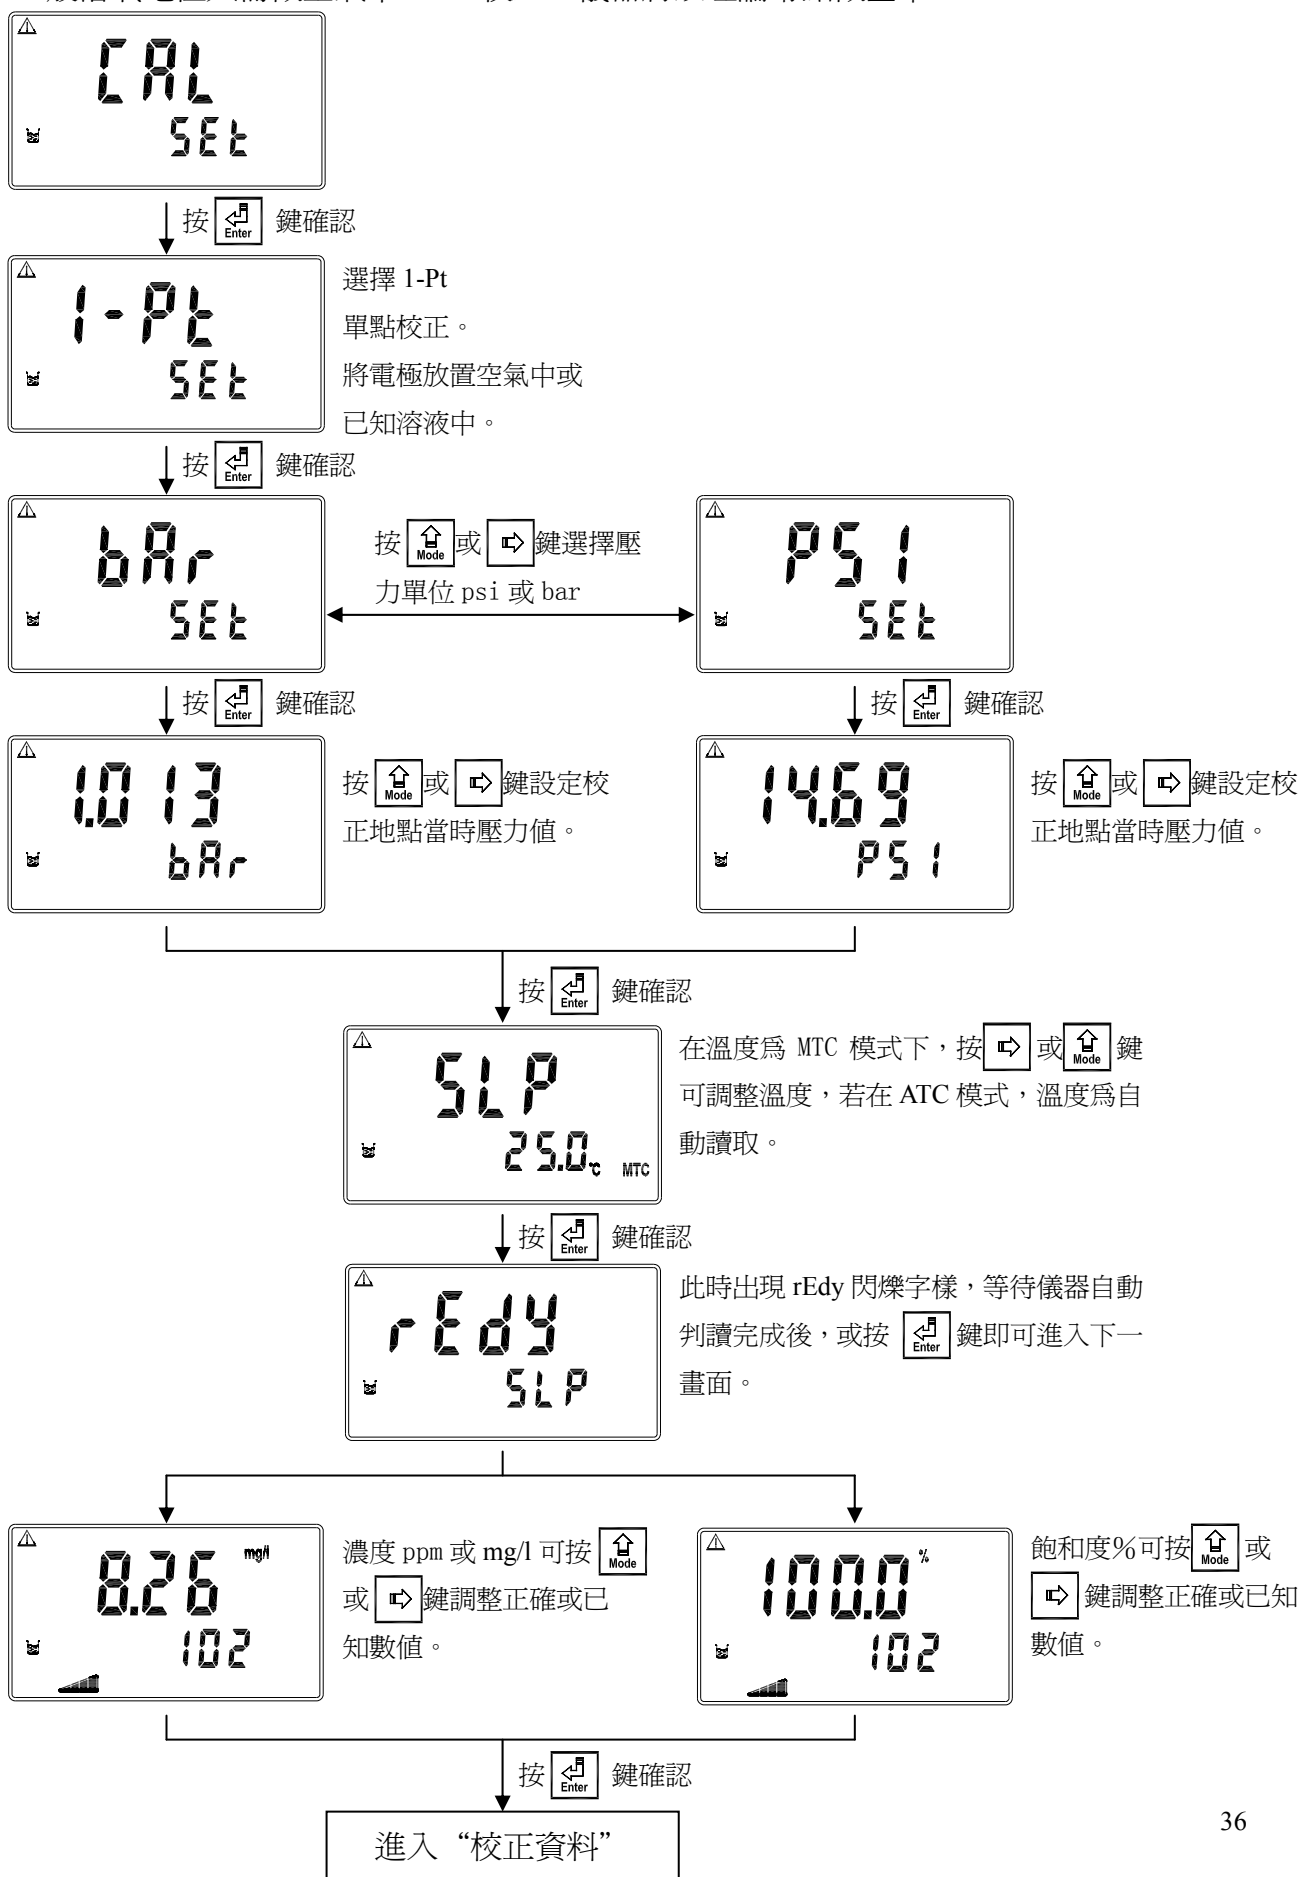 CAL
SEt
按 Enter 鍵確認
1-Pt
SEt
選擇 1-Pt
單點校正。
將電極放置空氣中或
已知溶液中。
按 Enter 鍵確認
bAr
SEt
按 Mode 或 鍵選擇壓
力單位 psi 或 bar
PSI
SEt
按 Enter 鍵確認
按 Enter 鍵確認
1.013
bAr
按 Mode 或 鍵設定校
正地點當時壓力值。
14.69
PSI
按 Mode 或 鍵設定校
正地點當時壓力值。
按 Enter 鍵確認
SLP
25.0 ℃ MTC
在溫度爲 MTC 模式下，按 或 Mode 鍵
可調整溫度，若在 ATC 模式，溫度爲自
動讀取。
按 Enter 鍵確認
rEdy
SLP
此時出現 rEdy 閃爍字樣，等待儀器自動
判讀完成後，或按 Enter 鍵即可進入下一
畫面。
8.26 mg/l
102
濃度 ppm 或 mg/l 可按 Mode
或 鍵調整正確或已
知數值。
100.0 %
102
飽和度％可按 Mode 或
鍵調整正確或已知
數值。
按 Enter 鍵確認
進入“校正資料”
36